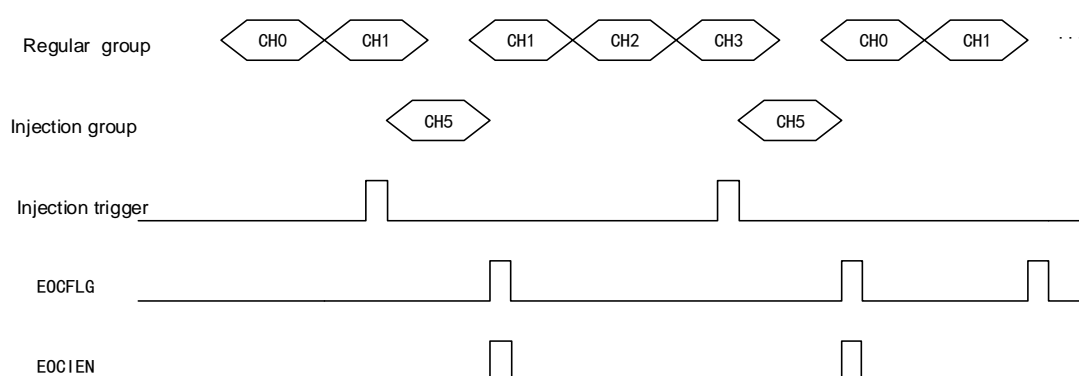 Regular group CH0 CH1 CH1 CH2 CH3 CH0 CH1 ...
Injection group CH5 CH5
Injection trigger
EOCFLG
EOCIEN